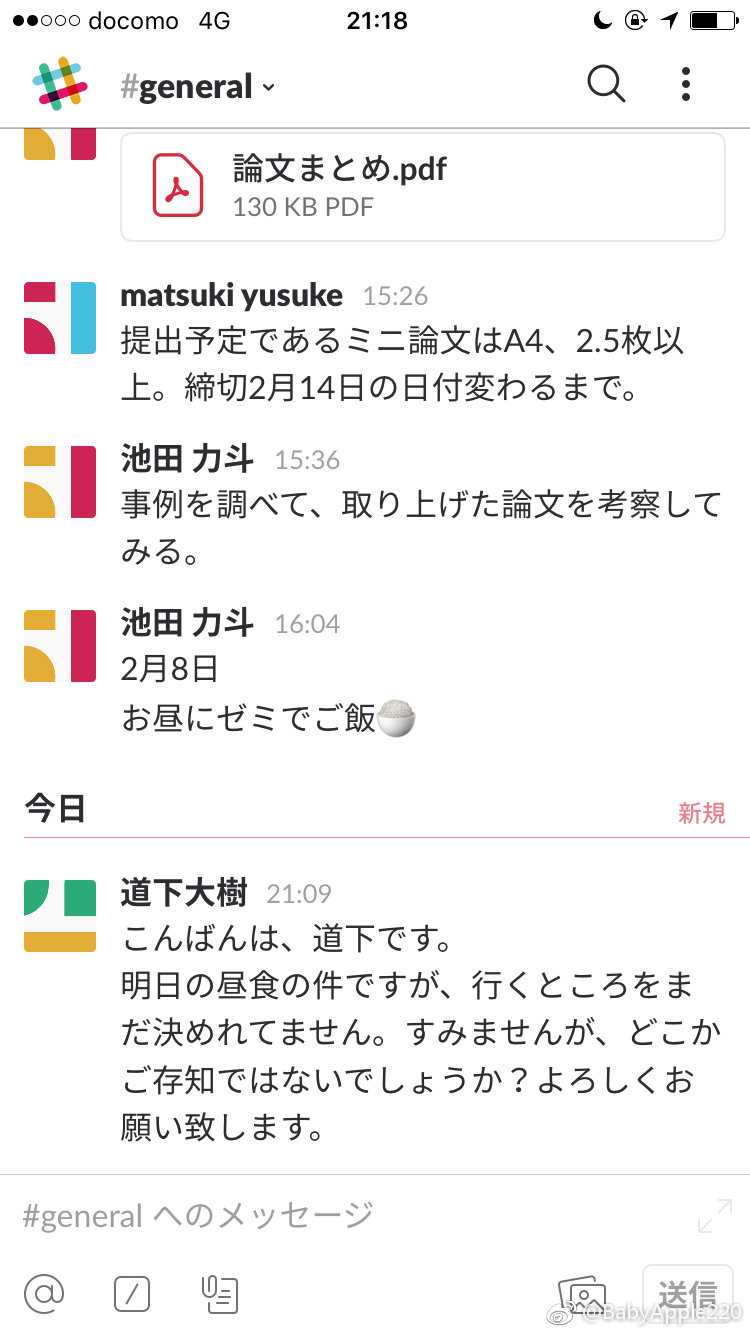 docomo 4G 21:18
#general
論文まとめ.pdf
130 KB PDF
matsuki yusuke 15:26
提出予定であるミニ論文はA4、2.5枚以
上。締切2月14日の日付変わるまで。
池田 力斗 15:36
事例を調べて、取り上げた論文を考察して
みる。
池田 力斗 16:04
2月8日
お昼にゼミでご飯🍚
今日 新規
道下大樹 21:09
こんばんは、道下です。
明日の昼食の件ですが、行くところをま
だ決めれてません。すみませんが、どこか
ご存知ではないでしょうか？よろしくお
願い致します。
#general へのメッセージ
送信
@BabyApple220